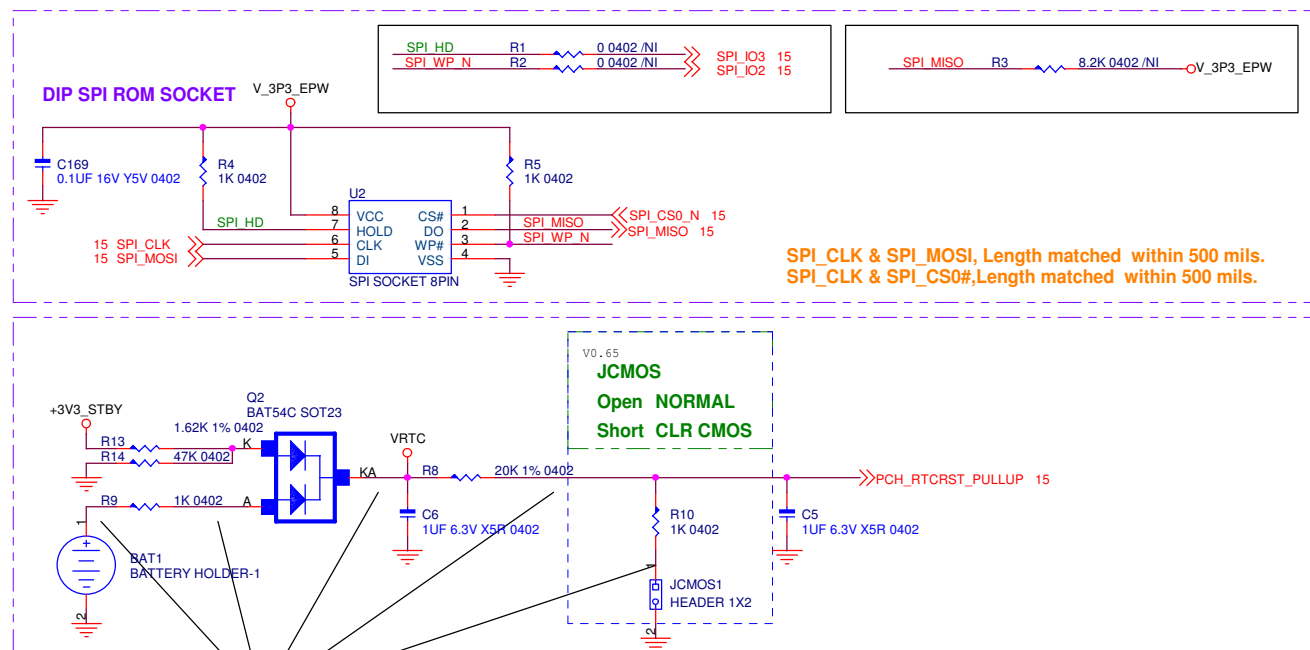 SPI_HD R1 0 0402 /NI SPI_IO3 15
SPI_WP_N R2 0 0402 /NI SPI_IO2 15
SPI_MISO R3 8.2K 0402 /NI V_3P3_EPW
DIP SPI ROM SOCKET V_3P3_EPW
C169
0.1UF 16V Y5V 0402
R4
1K 0402
R5
1K 0402
U2
8 VCC CS# 1 SPI_CS0_N 15
SPI_HD 7 HOLD DO 2 SPI_MISO SPI_MISO 15
15 SPI_CLK 6 CLK WP# 3 SPI_WP_N
15 SPI_MOSI 5 DI VSS 4
SPI SOCKET 8PIN
SPI_CLK & SPI_MOSI, Length matched within 500 mils.
SPI_CLK & SPI_CS0#,Length matched within 500 mils.
V0.65
JCMOS
Open NORMAL
Short CLR CMOS
Q2
BAT54C SOT23
+3V3_STBY
1.62K 1% 0402
R13 K
R14 47K 0402
VRTC
KA R8 20K 1% 0402 PCH_RTCRST_PULLUP 15
R9 1K 0402 A
C6
1UF 6.3V X5R 0402
R10
1K 0402
C5
1UF 6.3V X5R 0402
1
BAT1
BATTERY HOLDER-1
2
1
JCMOS1
HEADER 1X2
2